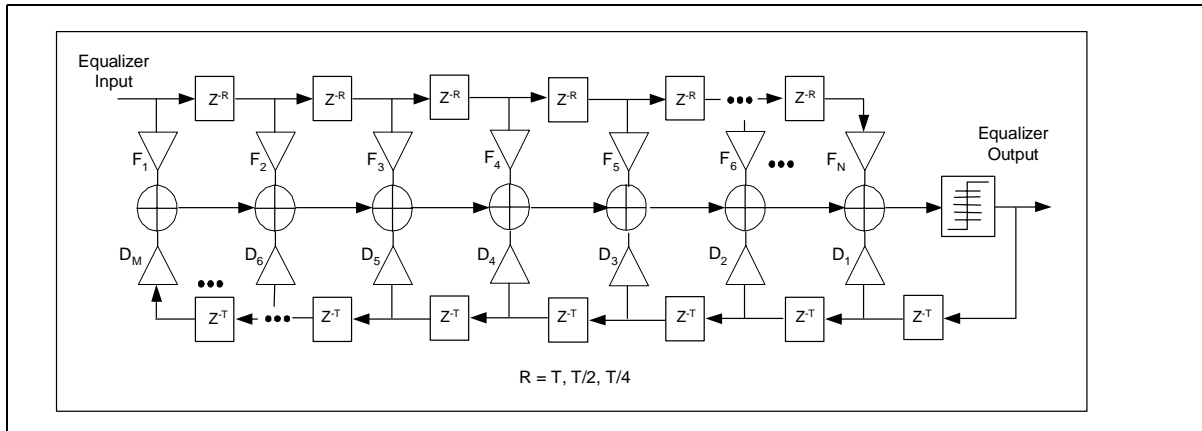 Equalizer
Input
Z-R Z-R Z-R Z-R Z-R ••• Z-R
Equalizer
Output
F1 F2 F3 F4 F5 F6 ••• FN
DM D6 D5 D4 D3 D2 D1
•••
Z-T ••• Z-T Z-T Z-T Z-T Z-T Z-T
R = T, T/2, T/4